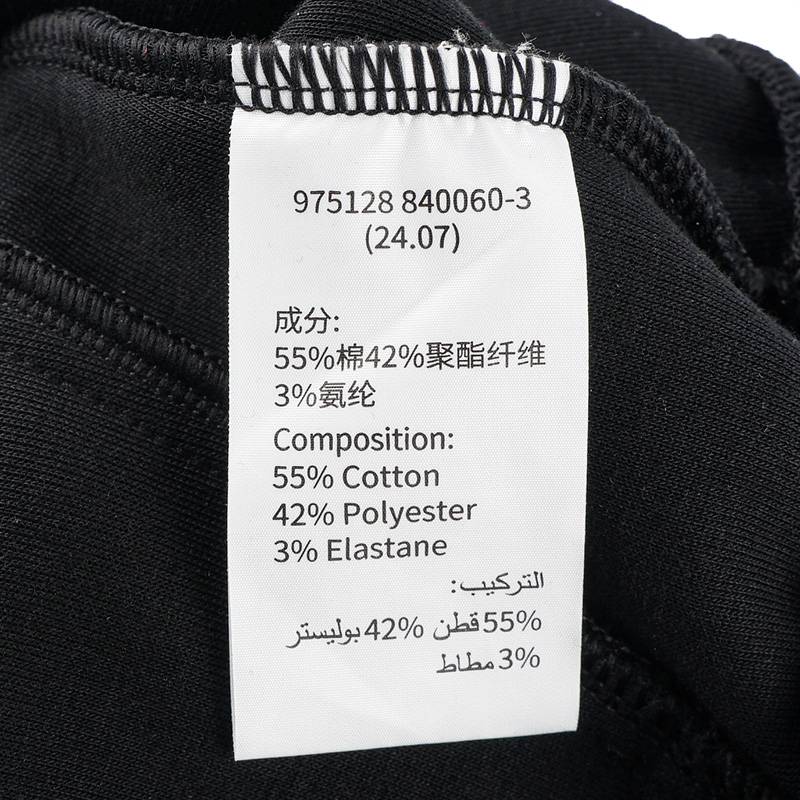 975128 840060-3
(24.07)
成分:
55%棉42%聚酯纤维
3%氨纶
Composition:
55% Cotton
42% Polyester
3% Elastane
التركيب:
55% قطن 42% بوليستر
3% مطاط